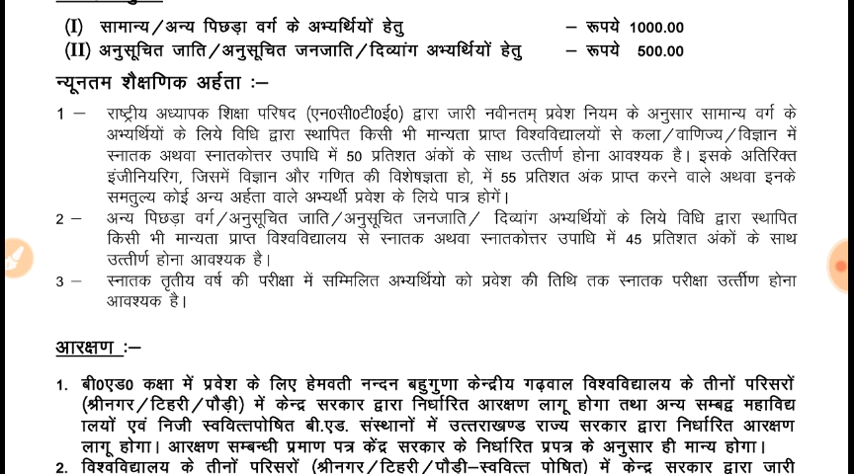 (I) सामान्य/अन्य पिछड़ा वर्ग के अभ्यर्थियों हेतु – रूपये 1000.00
(II) अनुसूचित जाति/अनुसूचित जनजाति/दिव्यांग अभ्यर्थियों हेतु – रूपये 500.00
न्यूनतम शैक्षणिक अर्हता :–
1 – राष्ट्रीय अध्यापक शिक्षा परिषद (एन0सी0टी0ई0) द्वारा जारी नवीनतम् प्रवेश नियम के अनुसार सामान्य वर्ग के
अभ्यर्थियों के लिये विधि द्वारा स्थापित किसी भी मान्यता प्राप्त विश्वविद्यालयों से कला/वाणिज्य/विज्ञान में
स्नातक अथवा स्नातकोत्तर उपाधि में 50 प्रतिशत अंकों के साथ उत्तीर्ण होना आवश्यक है। इसके अतिरिक्त
इंजीनियरिग, जिसमें विज्ञान और गणित की विशेषज्ञता हो, में 55 प्रतिशत अंक प्राप्त करने वाले अथवा इनके
समतुल्य कोई अन्य अर्हता वाले अभ्यर्थी प्रवेश के लिये पात्र होगें।
2 – अन्य पिछड़ा वर्ग/अनुसूचित जाति/अनुसूचित जनजाति/ दिव्यांग अभ्यर्थियों के लिये विधि द्वारा स्थापित
किसी भी मान्यता प्राप्त विश्वविद्यालय से स्नातक अथवा स्नातकोत्तर उपाधि में 45 प्रतिशत अंकों के साथ
उत्तीर्ण होना आवश्यक है।
3 – स्नातक तृतीय वर्ष की परीक्षा में सम्मिलित अभ्यर्थियो को प्रवेश की तिथि तक स्नातक परीक्षा उर्त्तीण होना
आवश्यक है।
आरक्षण :–
1. बी0एड0 कक्षा में प्रवेश के लिए हेमवती नन्दन बहुगुणा केन्द्रीय गढ़वाल विश्वविद्यालय के तीनों परिसरों
(श्रीनगर/टिहरी/पौड़ी) में केन्द्र सरकार द्वारा निर्धारित आरक्षण लागू होगा तथा अन्य सम्बद्व महाविद्य
ालयों एवं निजी स्ववित्तपोषित बी.एड. संस्थानों में उत्तराखण्ड राज्य सरकार द्वारा निर्धारित आरक्षण
लागू होगा। आरक्षण सम्बन्धी प्रमाण पत्र केंद्र सरकार के निर्धारित प्रपत्र के अनुसार ही मान्य होगा।
2. विश्वविद्यालय के तीनों परिसरों (श्रीनगर/टिहरी/पौड़ी–स्ववित्त पोषित) में केन्द्र सरकार द्वारा जारी